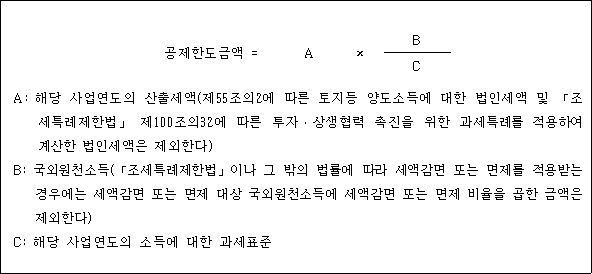 공제한도금액 = A × B
C
A: 해당 사업연도의 산출세액(제55조의2에 따른 토지등 양도소득에 대한 법인세액 및 「조
세특례제한법」 제100조의32에 따른 투자ㆍ상생협력 촉진을 위한 과세특례를 적용하여
계산한 법인세액은 제외한다)
B: 국외원천소득(「조세특례제한법」이나 그 밖의 법률에 따라 세액감면 또는 면제를 적용받는
경우에는 세액감면 또는 면제 대상 국외원천소득에 세액감면 또는 면제 비율을 곱한 금액은
제외한다)
C: 해당 사업연도의 소득에 대한 과세표준